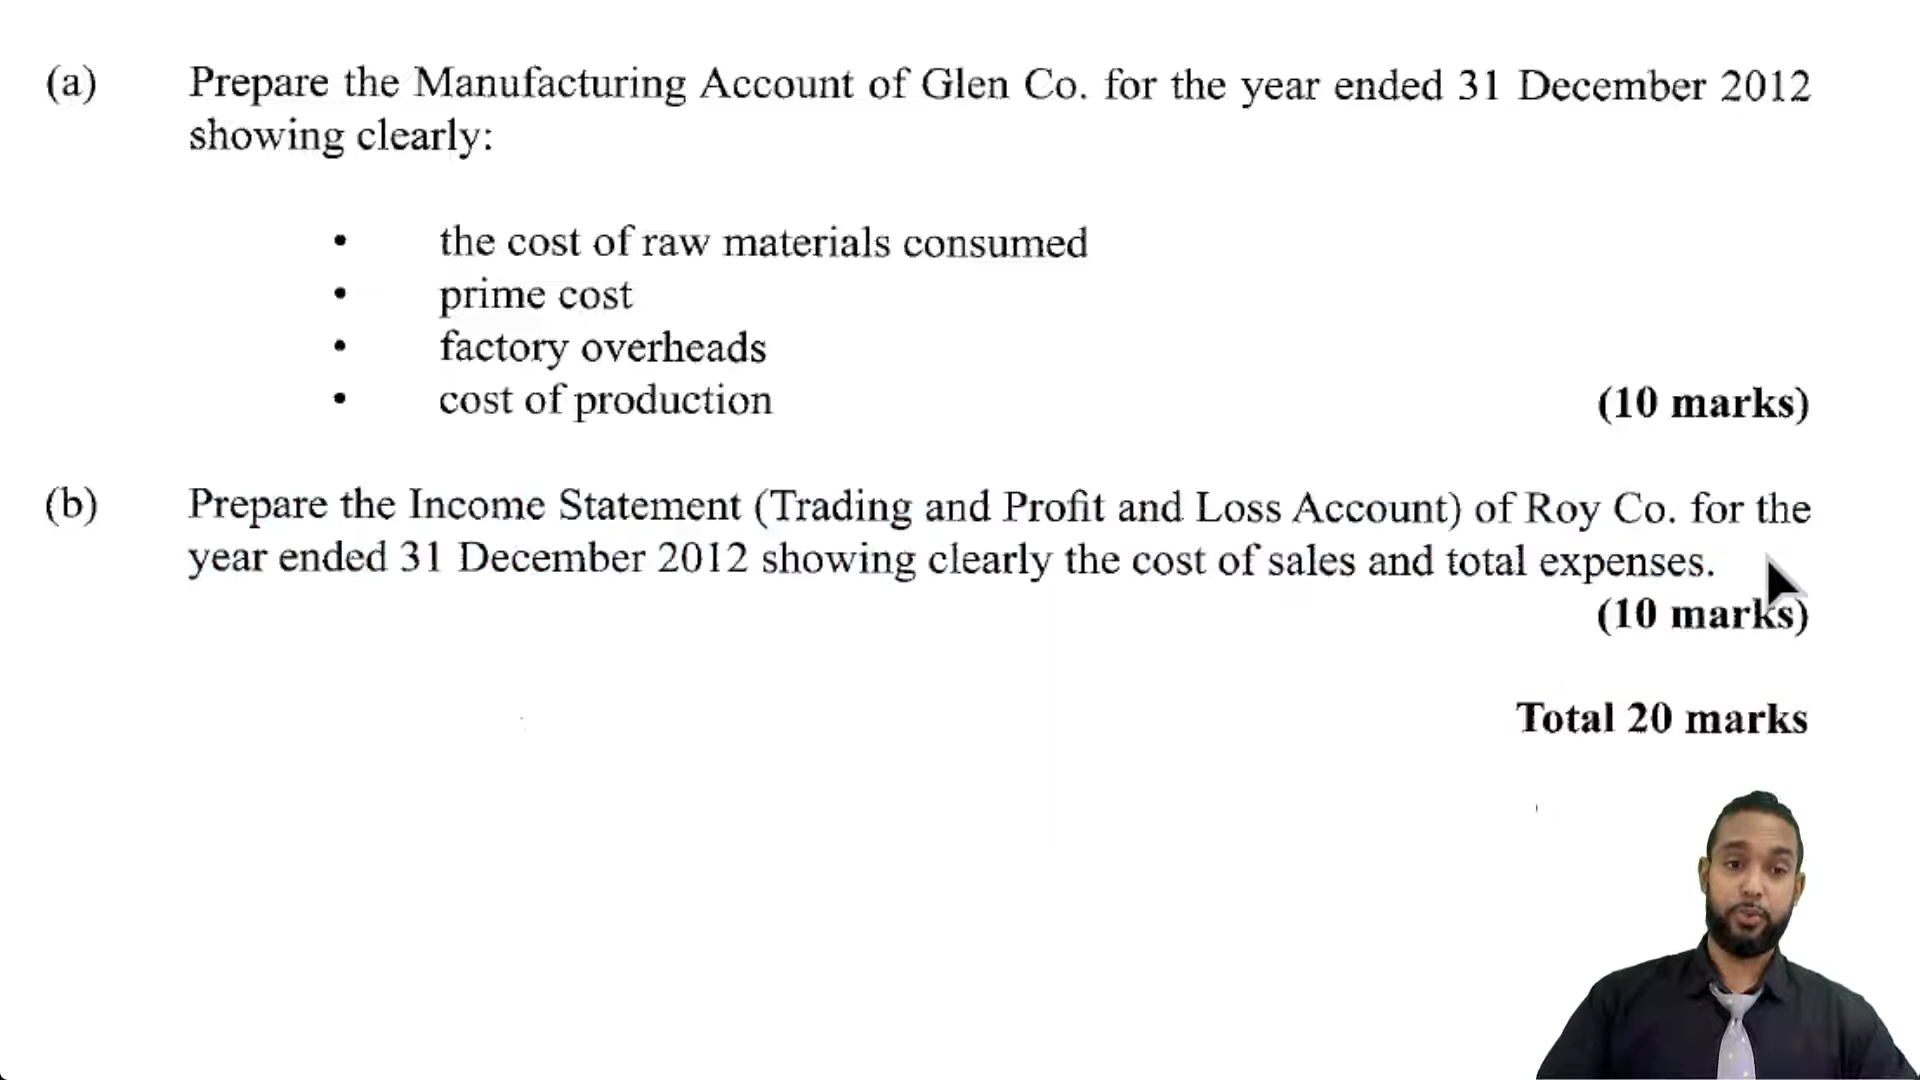 (a) Prepare the Manufacturing Account of Glen Co. for the year ended 31 December 2012
showing clearly:
• the cost of raw materials consumed
• prime cost
• factory overheads
• cost of production (10 marks)
(b) Prepare the Income Statement (Trading and Profit and Loss Account) of Roy Co. for the
year ended 31 December 2012 showing clearly the cost of sales and total expenses.
(10 marks)
Total 20 marks